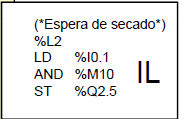 (*Espera de secado*)
%L2
LD %I0.1
AND %M10
ST %Q2.5
IL